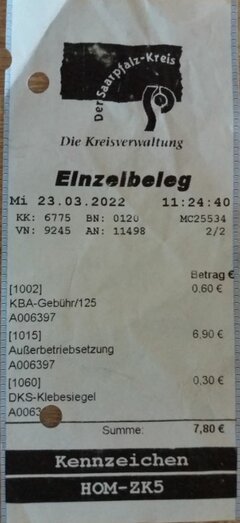 Der Saarpfalz-Kreis
Die Kreisverwaltung
Einzelbeleg
Mi 23.03.2022 11:24:40
KK: 6775 BN: 0120 MC25534
VN: 9245 AN: 11498 2/2
Betrag €
[1002] 0.60 €
KBA-Gebühr/125
A006397
[1015] 6.90 €
Außerbetriebsetzung
A006397
[1060] 0,30 €
DKS-Klebesiegel
A0063
Summe: 7,80 €
Kennzeichen
HOM-ZK5